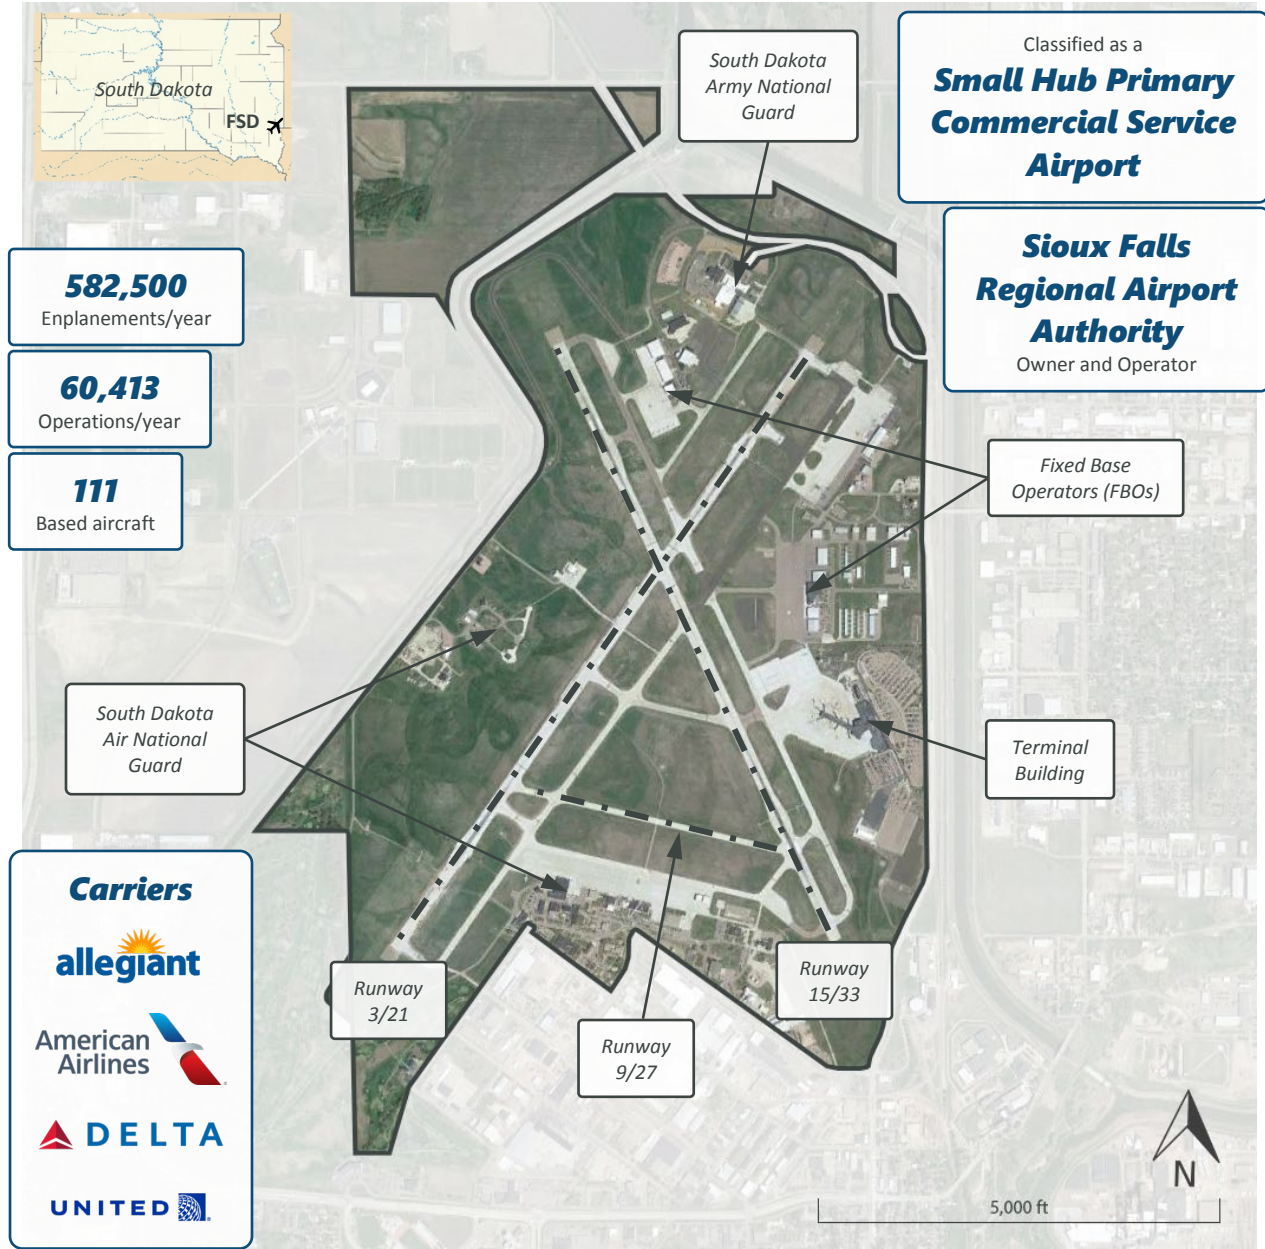 South Dakota
FSD
South Dakota
Army National
Guard
Classified as a
Small Hub Primary
Commercial Service
Airport
Sioux Falls
Regional Airport
Authority
Owner and Operator
582,500
Enplanements/year
60,413
Operations/year
111
Based aircraft
Fixed Base
Operators (FBOs)
South Dakota
Air National
Guard
Terminal
Building
Carriers
allegiant
American
Airlines
DELTA
UNITED
Runway
3/21
Runway
9/27
Runway
15/33
N
5,000 ft